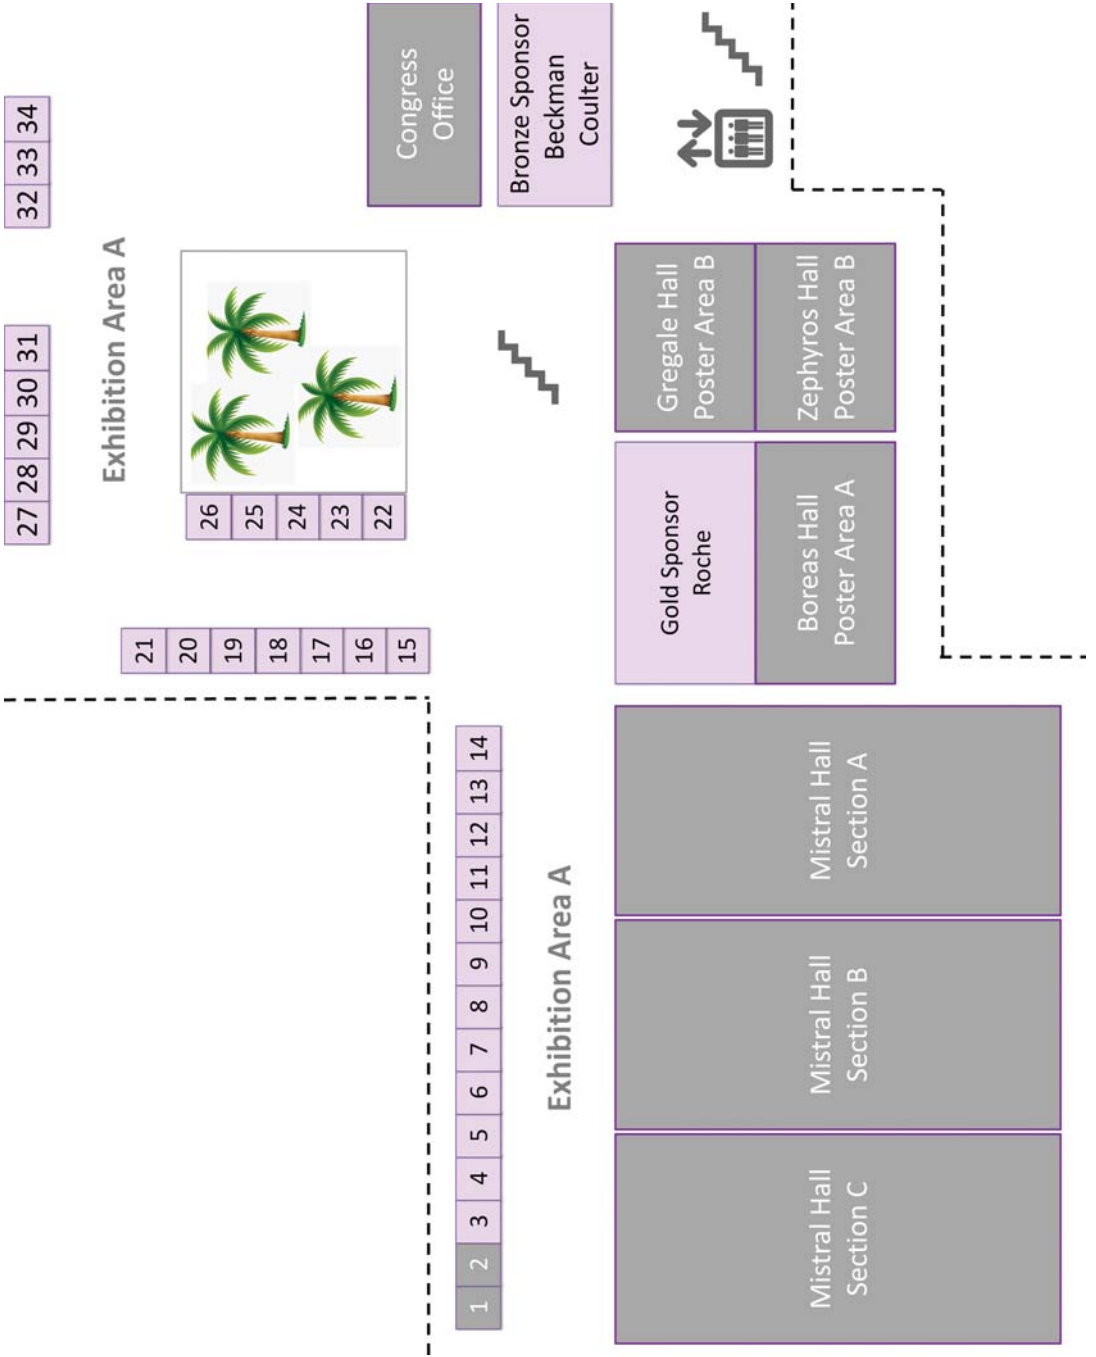 27 28 29 30 31
32 33 34
Exhibition Area A
21
20
19
18
17
16
15
26
25
24
23
22
Congress
Office
Bronze Sponsor
Beckman
Coulter
1 2 3 4 5 6 7 8 9 10 11 12 13 14
Exhibition Area A
Gold Sponsor
Roche
Gregale Hall
Poster Area B
Boreas Hall
Poster Area A
Zephyros Hall
Poster Area B
Mistral Hall
Section C
Mistral Hall
Section B
Mistral Hall
Section A